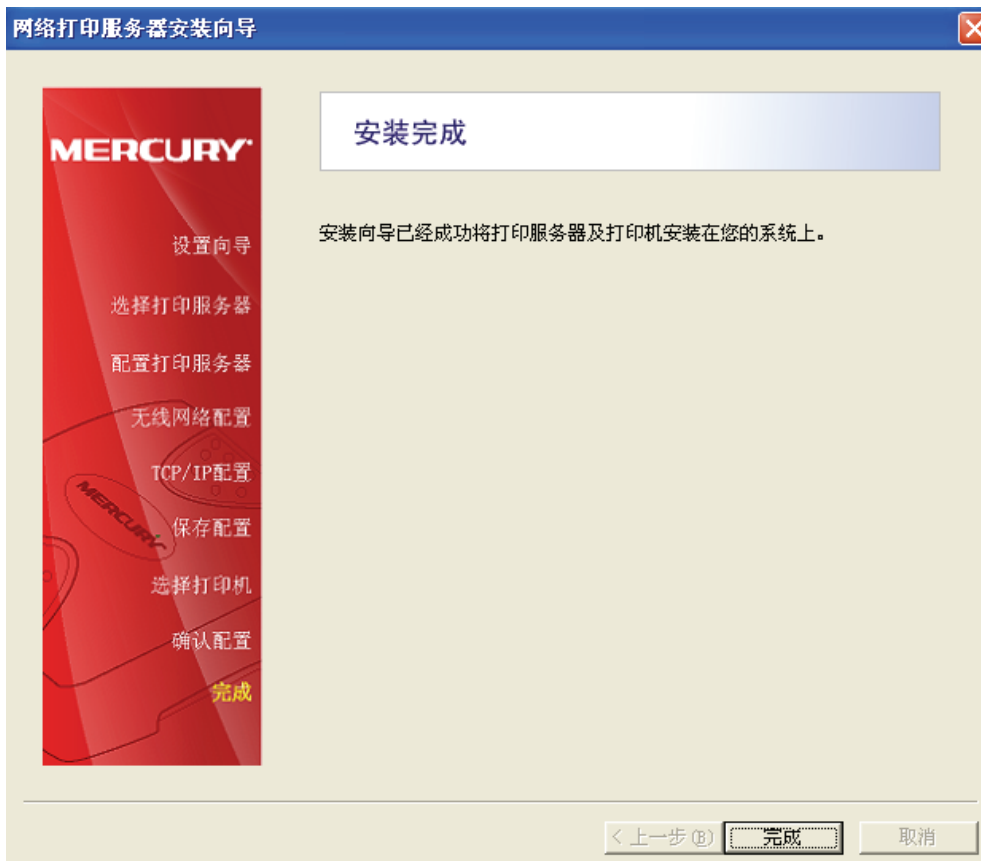 网络打印服务器安装向导
MERCURY
安装完成
安装向导已经成功将打印服务器及打印机安装在您的系统上。
设置向导
选择打印服务器
配置打印服务器
无线网络配置
TCP/IP配置
MERCURY
保存配置
选择打印机
确认配置
完成
< 上一步(B)
完成
取消